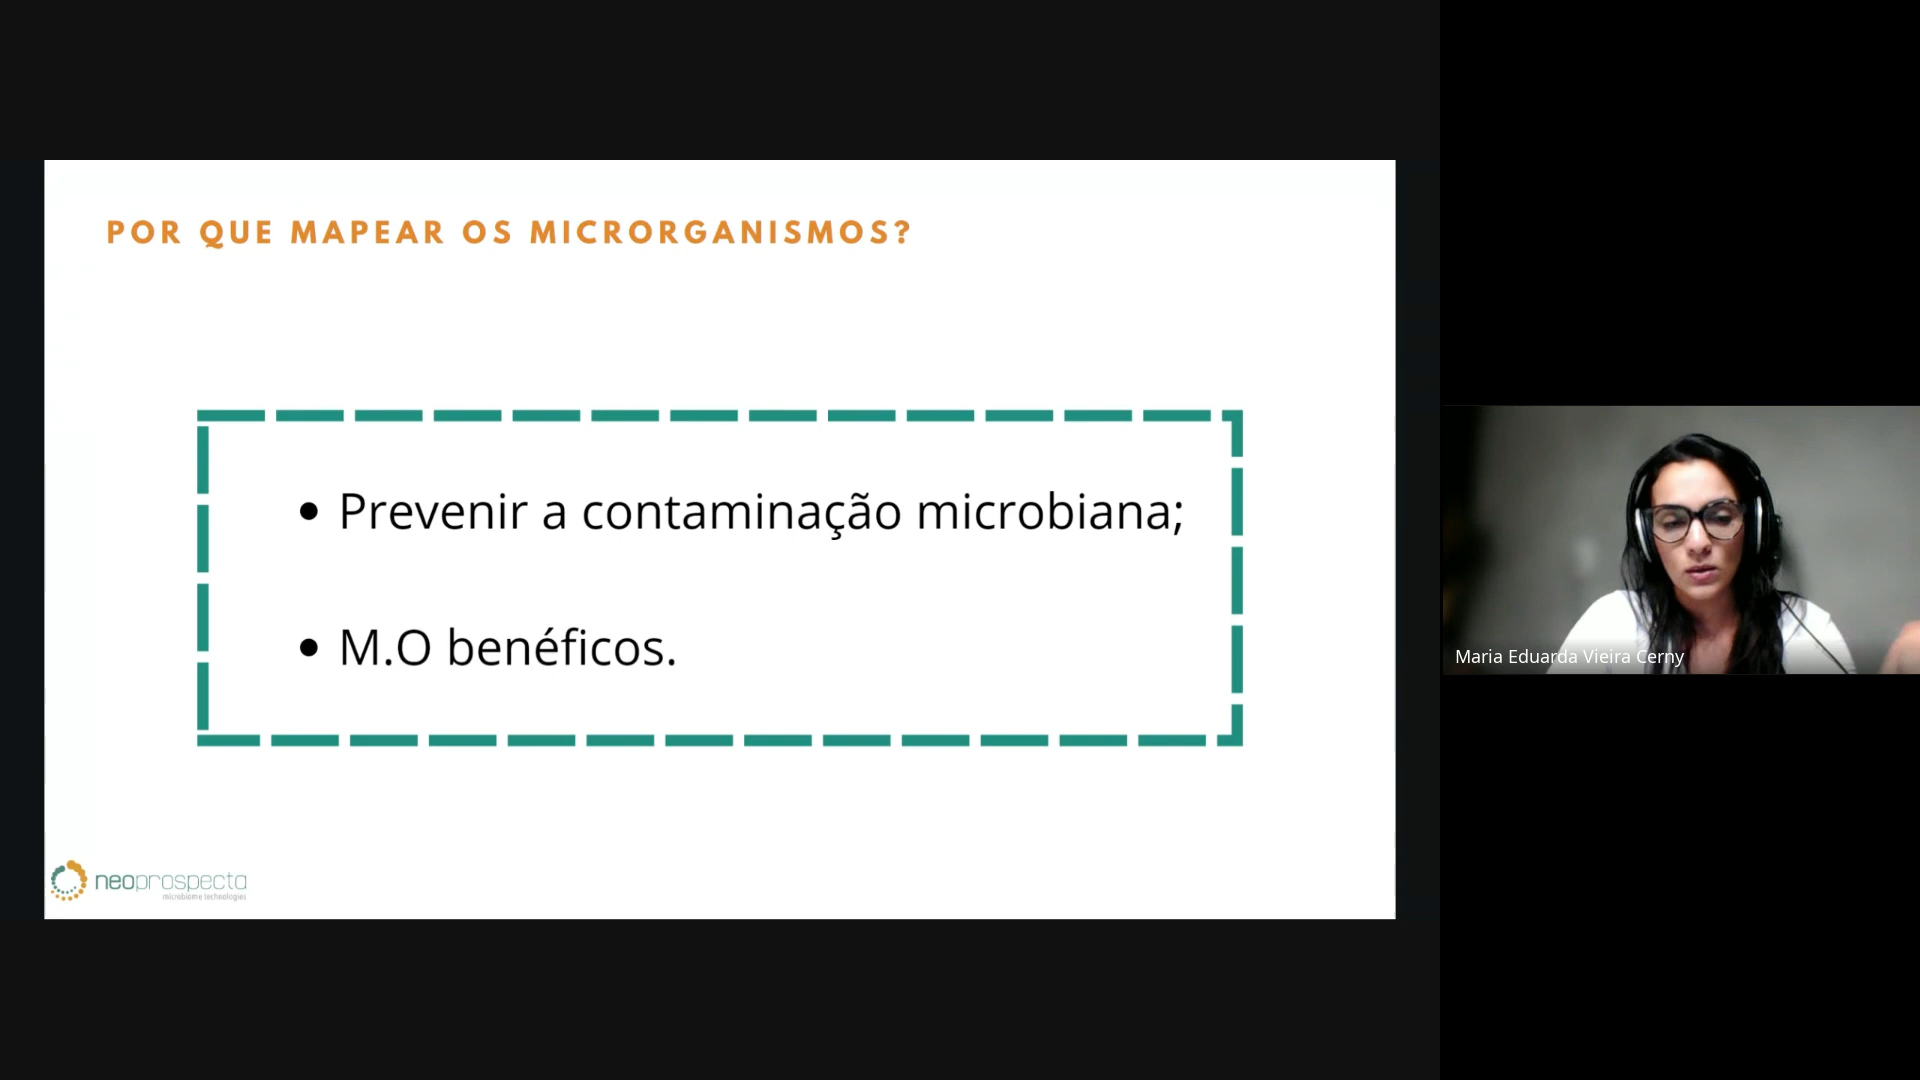 POR QUE MAPEAR OS MICRORGANISMOS?
• Prevenir a contaminação microbiana;
• M.O benéficos.
neoprospecta
microbiome technologies
Maria Eduarda Vieira Cerny